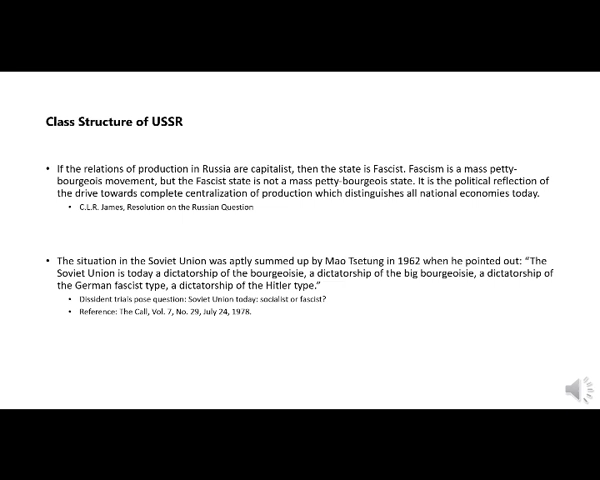 Class Structure of USSR
• If the relations of production in Russia are capitalist, then the state is Fascist. Fascism is a mass petty-
bourgeois movement, but the Fascist state is not a mass petty-bourgeois state. It is the political reflection of
the drive towards complete centralization of production which distinguishes all national economies today.
• C.L.R. James, Resolution on the Russian Question
• The situation in the Soviet Union was aptly summed up by Mao Tsetung in 1962 when he pointed out: “The
Soviet Union is today a dictatorship of the bourgeoisie, a dictatorship of the big bourgeoisie, a dictatorship of
the German fascist type, a dictatorship of the Hitler type.”
• Dissident trials pose question: Soviet Union today: socialist or fascist?
• Reference: The Call, Vol. 7, No. 29, July 24, 1978.